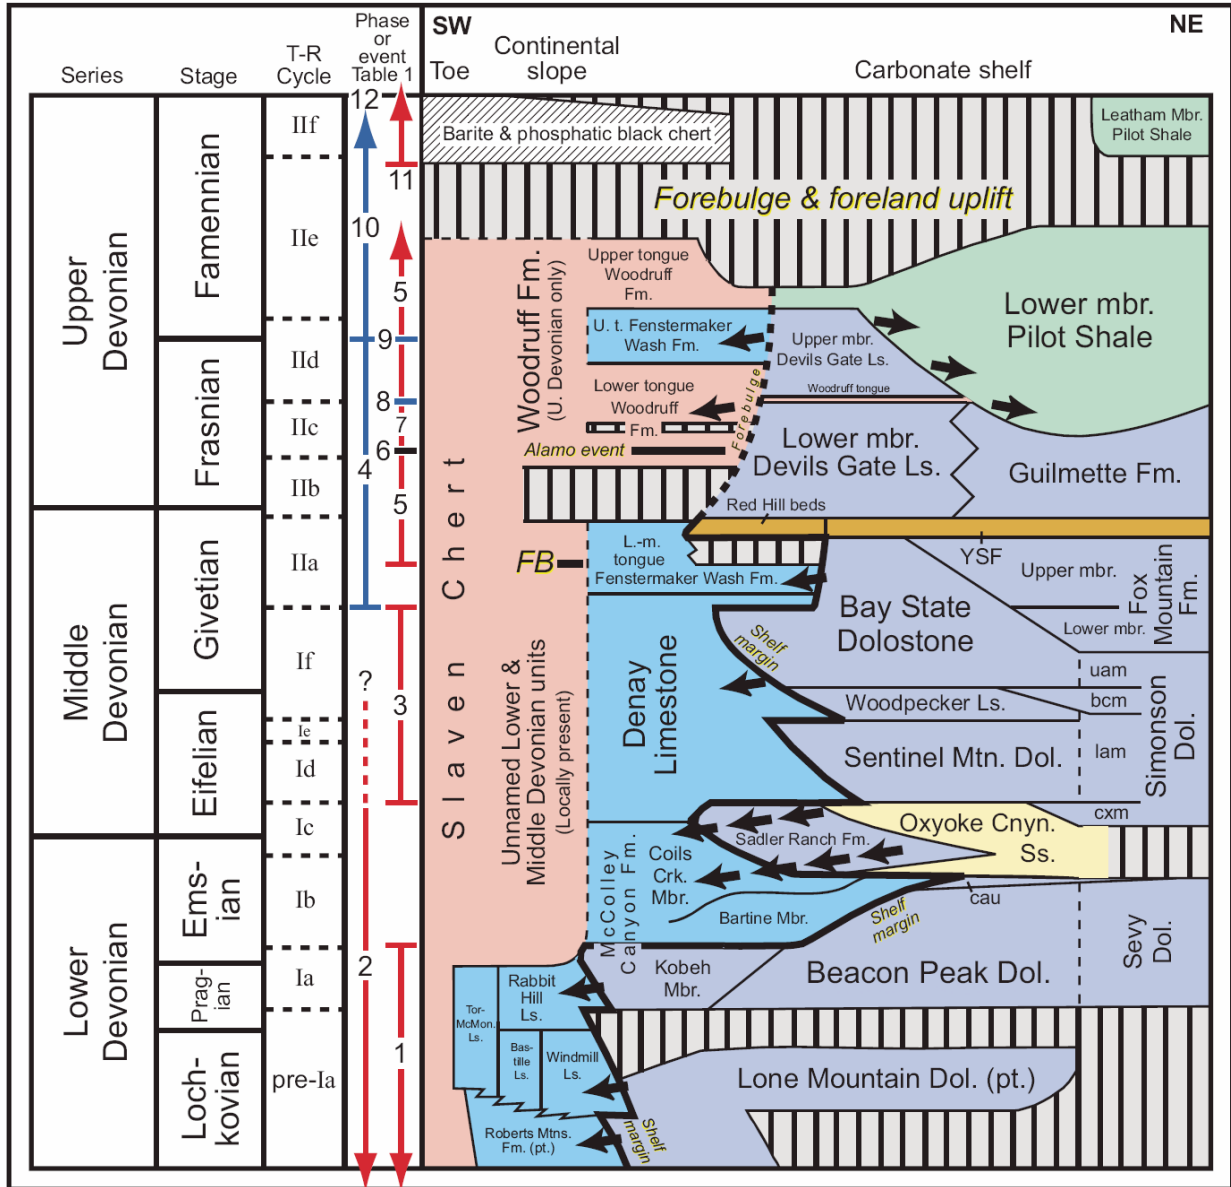 Series
Stage
T-R
Cycle
Phase
or
event
Table 1
SW
NE
Toe
Continental
slope
Carbonate shelf
Upper
Devonian
Middle
Devonian
Lower
Devonian
Famennian
Frasnian
Givetian
Eifelian
Ems-
ian
Prag-
ian
Loch-
kovian
IIf
IIe
IId
IIc
IIb
IIa
If
Ie
Id
Ic
Ib
Ia
pre-Ia
12
11
10
5
9
8
7
6
4
5
?
3
2
1
Barite & phosphatic black chert
Leatham Mbr.
Pilot Shale
Forebulge & foreland uplift
Slaven Chert
Woodruff Fm.
(U. Devonian only)
Upper tongue
Woodruff
Fm.
U. t. Fenstermaker
Wash Fm.
Lower tongue
Woodruff
Fm.
Alamo event
Forebulge
Upper mbr.
Devils Gate Ls.
Woodruff tongue
Lower mbr.
Pilot Shale
Lower mbr.
Devils Gate Ls.
Guilmette Fm.
Red Hill beds
YSF
FB
L.-m.
tongue
Fenstermaker Wash Fm.
Upper mbr.
Lower mbr.
Fox
Mountain
Fm.
Bay State
Dolostone
Shelf
margin
Unnamed Lower &
Middle Devonian units
(Locally present)
Denay
Limestone
Woodpecker Ls.
Sentinel Mtn. Dol.
uam
bcm
lam
cxm
Simonson
Dol.
Oxyoke Cnyn.
Ss.
Sadler Ranch Fm.
McColley
Canyon Fm.
Coils
Crk.
Mbr.
Bartine Mbr.
Shelf
margin
cau
Kobeh
Mbr.
Beacon Peak Dol.
Sevy
Dol.
Rabbit
Hill
Ls.
Tor-
McMon.
Ls.
Bas-
tille
Ls.
Windmill
Ls.
Lone Mountain Dol. (pt.)
Roberts Mtns.
Fm. (pt.)
Shelf
margin